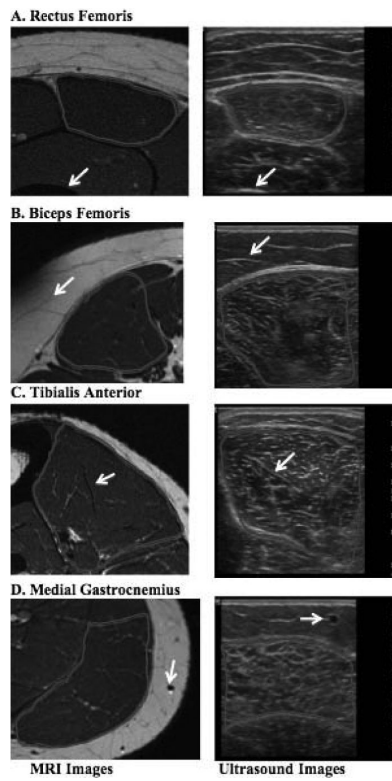 A. Rectus Femoris
B. Biceps Femoris
C. Tibialis Anterior
D. Medial Gastrocnemius
MRI Images Ultrasound Images